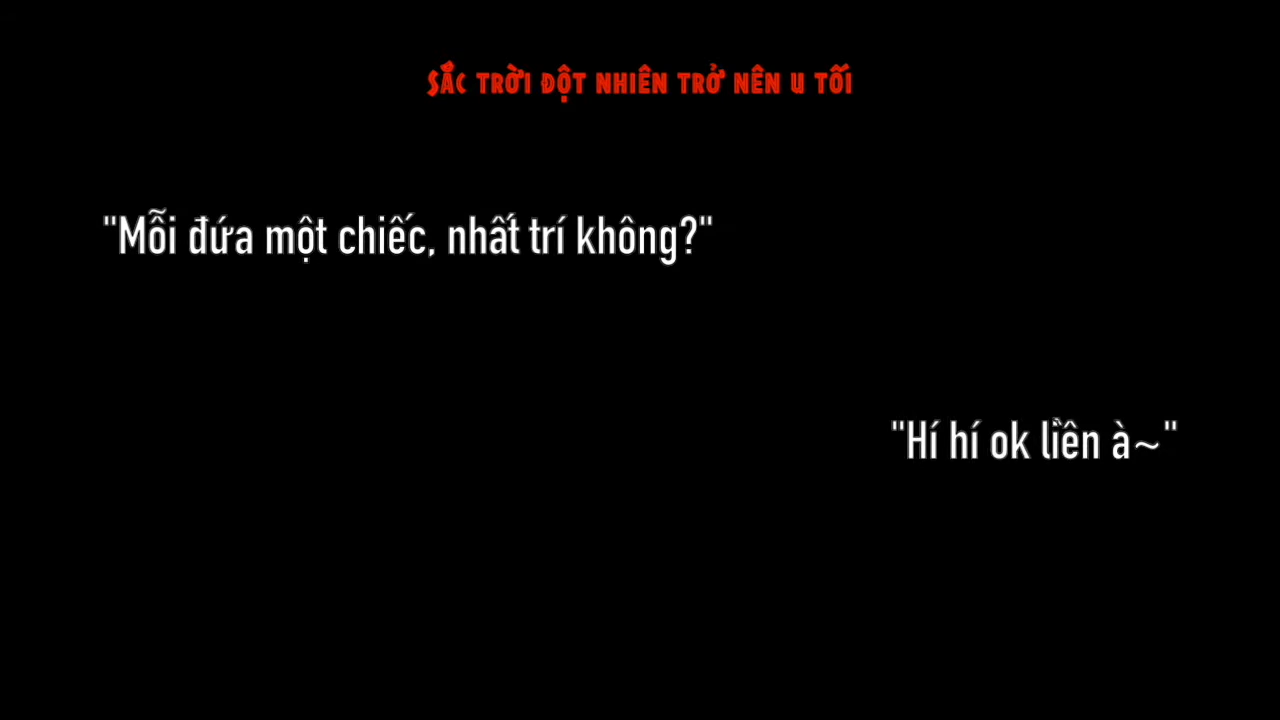 SẮC TRỜI ĐỘT NHIÊN TRỞ NÊN U TỐI
"Mỗi đứa một chiếc, nhất trí không?"
"Hí hí ok liền à~"